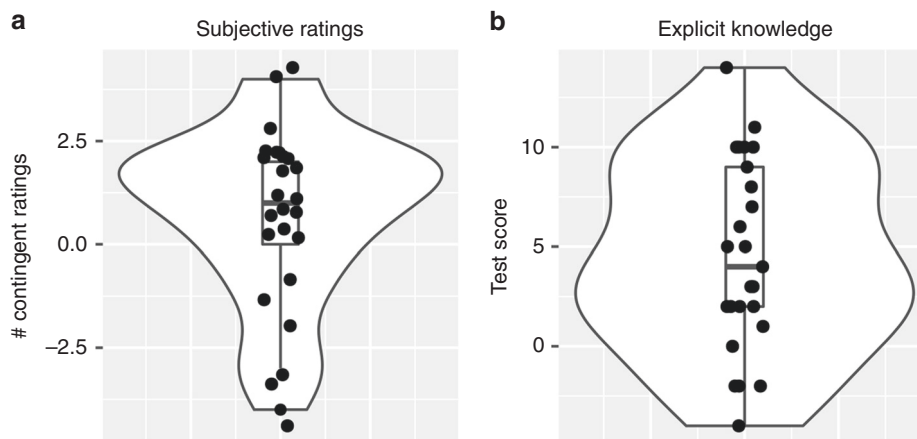 a
Subjective ratings
# contingent ratings
2.5
0.0
−2.5
b
Explicit knowledge
Test score
10
5
0